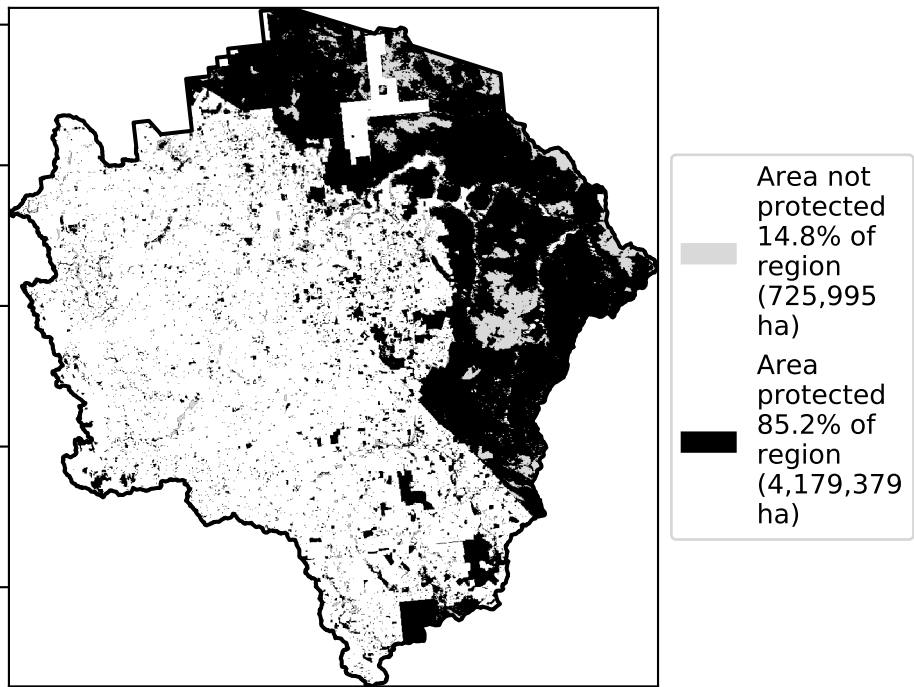 Area not
protected
14.8% of
region
(725,995
ha)
Area
protected
85.2% of
region
(4,179,379
ha)